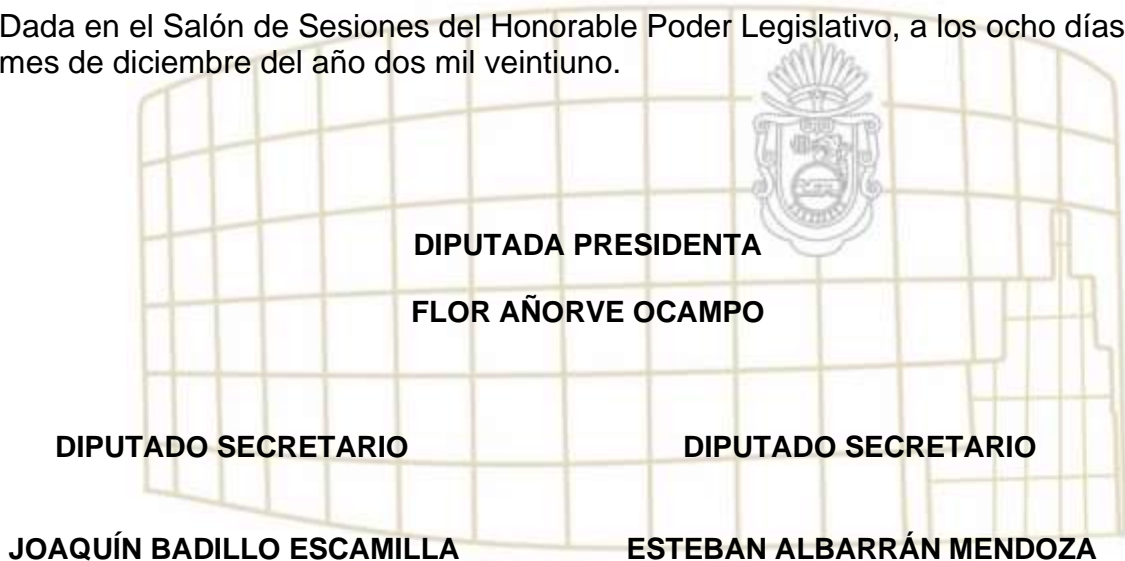 Dada en el Salón de Sesiones del Honorable Poder Legislativo, a los ocho días
mes de diciembre del año dos mil veintiuno.
DIPUTADA PRESIDENTA
FLOR AÑORVE OCAMPO
DIPUTADO SECRETARIO DIPUTADO SECRETARIO
JOAQUÍN BADILLO ESCAMILLA ESTEBAN ALBARRÁN MENDOZA